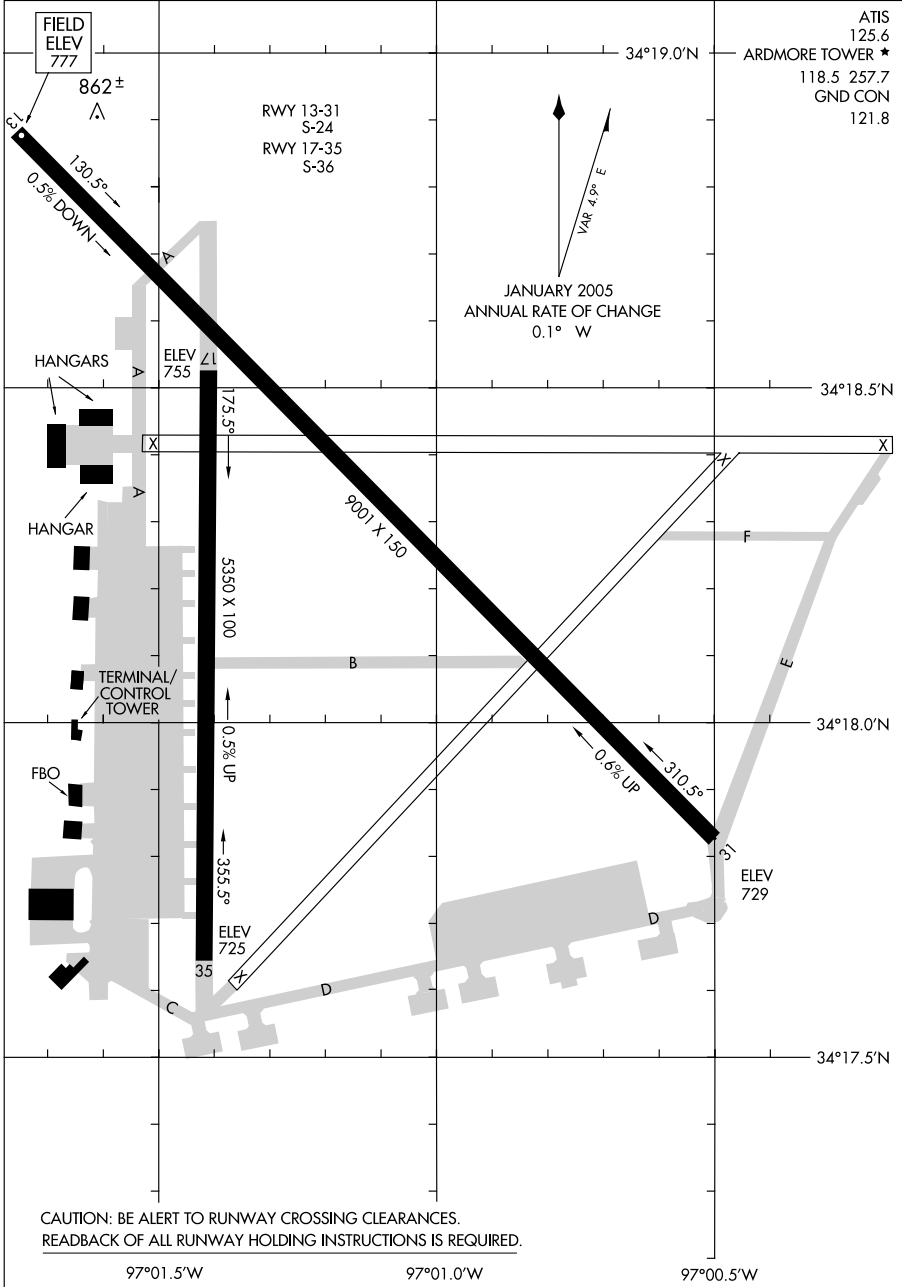 FIELD
ELEV
777
862±
ATIS
125.6
ARDMORE TOWER ★
118.5 257.7
GND CON
121.8
34°19.0'N
RWY 13-31
S-24
RWY 17-35
S-36
13
130.5°
0.5% DOWN
VAR 4.9° E
JANUARY 2005
ANNUAL RATE OF CHANGE
0.1° W
A
HANGARS
ELEV
755
17
34°18.5'N
A
175.5°
X
X
X
A
HANGAR
9001 X 150
F
5350 X 100
B
E
TERMINAL/
CONTROL
TOWER
34°18.0'N
0.5% UP
0.6% UP
310.5°
FBO
355.5°
31
ELEV
729
D
ELEV
725
35
X
D
C
34°17.5'N
CAUTION: BE ALERT TO RUNWAY CROSSING CLEARANCES.
READBACK OF ALL RUNWAY HOLDING INSTRUCTIONS IS REQUIRED.
97°01.5'W
97°01.0'W
97°00.5'W